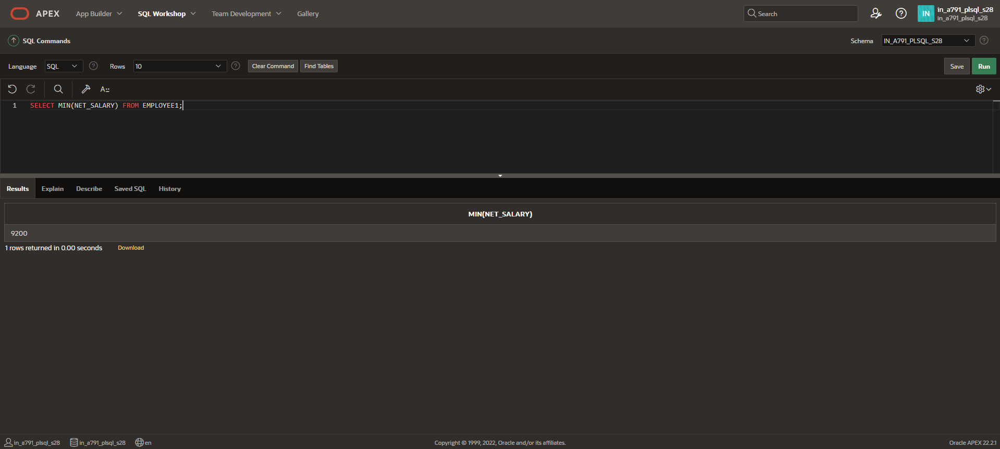 APEX App Builder SQL Workshop Team Development Gallery Search IN in_a791_plsql_s28
in_a791_plsql_s28
SQL Commands Schema IN_A791_PLSQL_S28
Language SQL Rows 10 Clear Command Find Tables Save Run
A::
1 SELECT MIN(NET_SALARY) FROM EMPLOYEE1;
Results Explain Describe Saved SQL History
MIN(NET_SALARY)
9200
1 rows returned in 0.00 seconds Download
in_a791_plsql_s28 in_a791_plsql_s28 en Copyright © 1999, 2022, Oracle and/or its affiliates. Oracle APEX 22.2.1